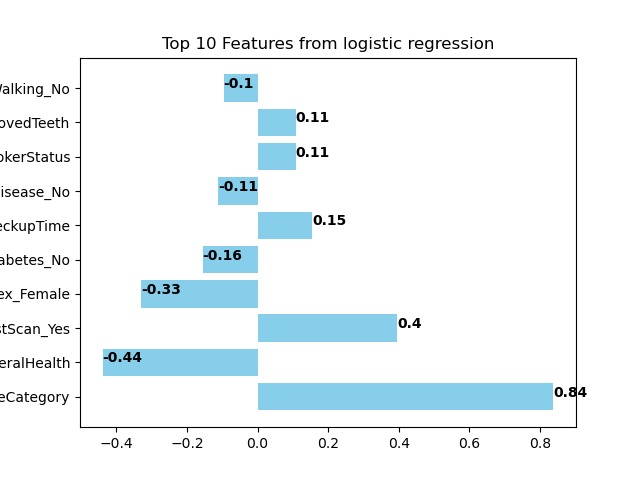 Top 10 Features from logistic regression
Walking_No -0.1
ovedTeeth 0.11
okerStatus 0.11
isease_No -0.11
eckupTime 0.15
abetes_No -0.16
ex_Female -0.33
stScan_Yes 0.4
eralHealth -0.44
eCategory 0.84
−0.4 −0.2 0.0 0.2 0.4 0.6 0.8